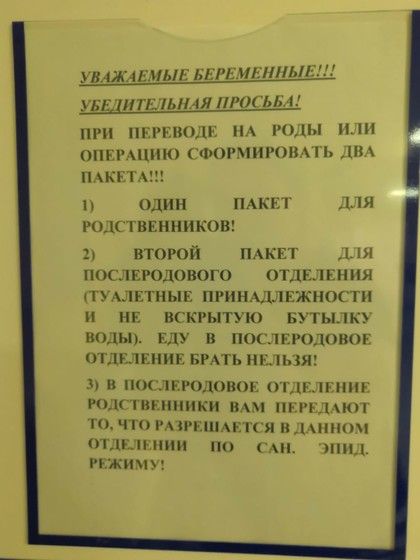 УВАЖАЕМЫЕ БЕРЕМЕННЫЕ!!!
УБЕДИТЕЛЬНАЯ ПРОСЬБА!
ПРИ ПЕРЕВОДЕ НА РОДЫ ИЛИ
ОПЕРАЦИЮ СФОРМИРОВАТЬ ДВА
ПАКЕТА!!!
1) ОДИН ПАКЕТ ДЛЯ
РОДСТВЕННИКОВ!
2) ВТОРОЙ ПАКЕТ ДЛЯ
ПОСЛЕРОДОВОГО ОТДЕЛЕНИЯ
(ТУАЛЕТНЫЕ ПРИНАДЛЕЖНОСТИ
И НЕ ВСКРЫТУЮ БУТЫЛКУ
ВОДЫ). ЕДУ В ПОСЛЕРОДОВОЕ
ОТДЕЛЕНИЕ БРАТЬ НЕЛЬЗЯ!
3) В ПОСЛЕРОДОВОЕ ОТДЕЛЕНИЕ
РОДСТВЕННИКИ ВАМ ПЕРЕДАЮТ
ТО, ЧТО РАЗРЕШАЕТСЯ В ДАННОМ
ОТДЕЛЕНИИ ПО САН. ЭПИД.
РЕЖИМУ!